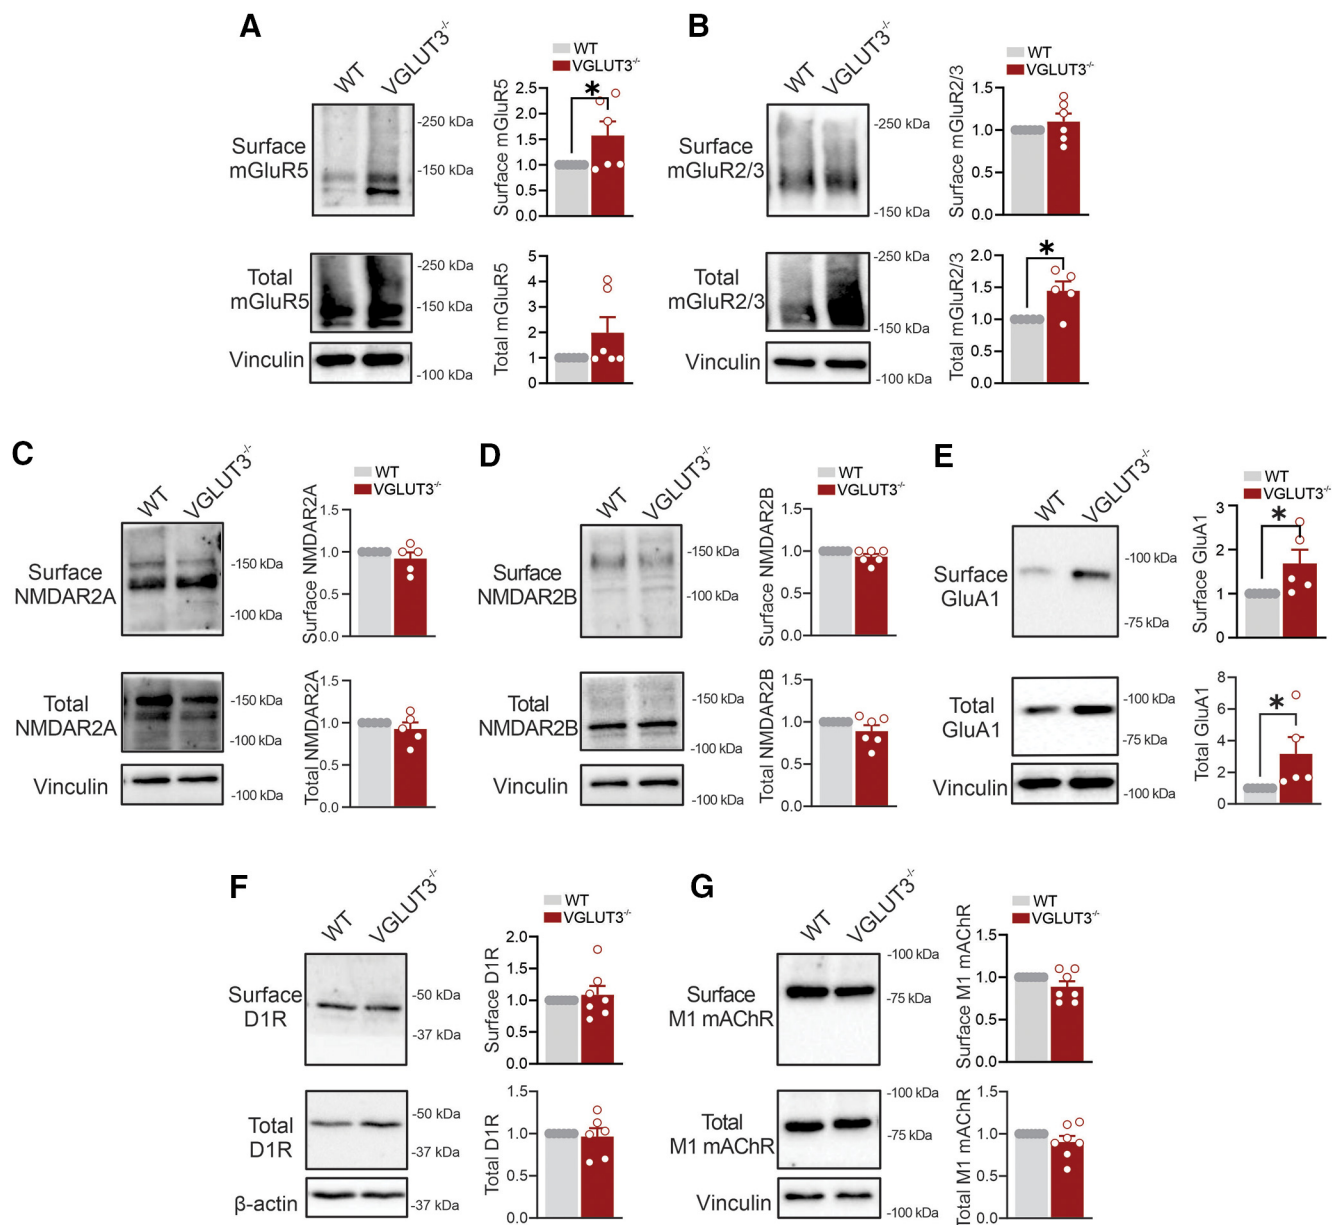 A
WT
VGLUT3-/-
Surface
mGluR5
-250 kDa
-150 kDa
WT
VGLUT3-/-
Surface mGluR5
2.5
2.0
1.5
1.0
0.5
0.0
*
Total
mGluR5
-250 kDa
-150 kDa
Vinculin
-100 kDa
Total mGluR5
5
4
3
2
1
0
B
WT
VGLUT3-/-
Surface
mGluR2/3
-250 kDa
-150 kDa
WT
VGLUT3-/-
Surface mGluR2/3
1.5
1.0
0.5
0.0
Total
mGluR2/3
-250 kDa
-150 kDa
Vinculin
-100 kDa
Total mGluR2/3
2.0
1.5
1.0
0.5
0.0
*
C
WT
VGLUT3-/-
Surface
NMDAR2A
-150 kDa
-100 kDa
WT
VGLUT3-/-
Surface NMDAR2A
1.5
1.0
0.5
0.0
Total
NMDAR2A
-150 kDa
-100 kDa
Vinculin
-100 kDa
Total NMDAR2A
1.5
1.0
0.5
0.0
D
WT
VGLUT3-/-
Surface
NMDAR2B
-150 kDa
-100 kDa
WT
VGLUT3-/-
Surface NMDAR2B
1.5
1.0
0.5
0.0
Total
NMDAR2B
-150 kDa
-100 kDa
Vinculin
-100 kDa
Total NMDAR2B
1.5
1.0
0.5
0.0
E
WT
VGLUT3-/-
Surface
GluA1
-100 kDa
-75 kDa
WT
VGLUT3-/-
Surface GluA1
3
2
1
0
*
Total
GluA1
-100 kDa
-75 kDa
Vinculin
-100 kDa
Total GluA1
8
6
4
2
0
*
F
WT
VGLUT3-/-
Surface
D1R
-50 kDa
-37 kDa
WT
VGLUT3-/-
Surface D1R
2.0
1.5
1.0
0.5
0.0
Total
D1R
-50 kDa
-37 kDa
β-actin
-37 kDa
Total D1R
1.5
1.0
0.5
0.0
G
WT
VGLUT3-/-
Surface
M1 mAChR
-100 kDa
-75 kDa
WT
VGLUT3-/-
Surface M1 mAChR
1.5
1.0
0.5
0.0
Total
M1 mAChR
-100 kDa
-75 kDa
Vinculin
-100 kDa
Total M1 mAChR
1.5
1.0
0.5
0.0